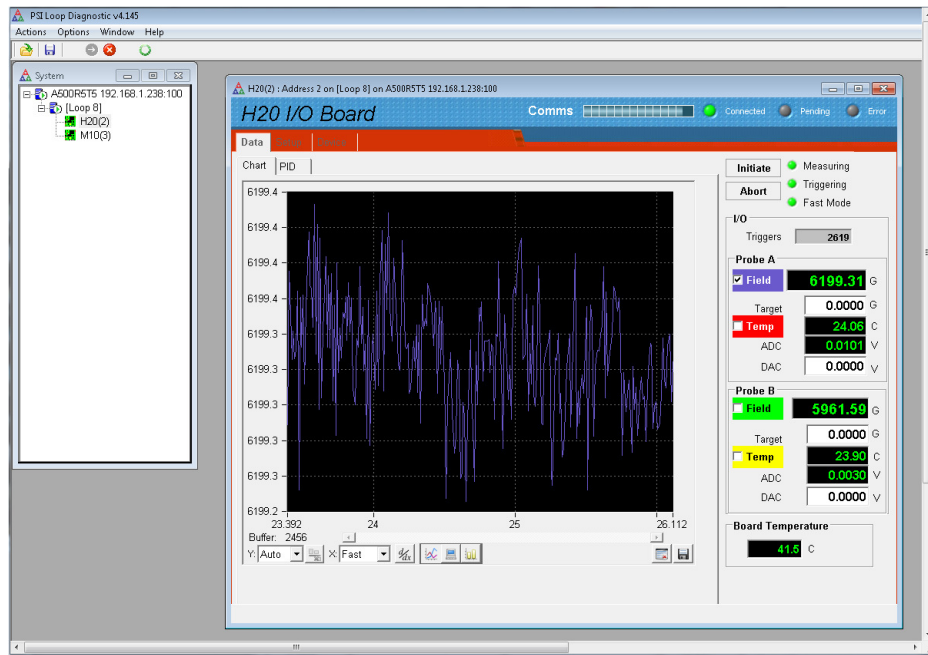 PSI Loop Diagnostic v4.145
Actions Options Window Help
System
A500R5T5 192.168.1.238:100
[Loop 8]
H20(2)
M10(3)
H20(2) : Address 2 on [Loop 8] on A500R5T5 192.168.1.238:100
H20 I/O Board
Comms
Connected
Pending
Error
Data
Chart
PID
6199.4
6199.4
6199.4
6199.4
6199.3
6199.3
6199.3
6199.3
6199.3
6199.2
23.392 24 25 26.112
Buffer: 2456
Y: Auto X: Fast d/dx
Initiate
Measuring
Abort
Triggering
Fast Mode
I/O
Triggers 2619
Probe A
Field 6199.31 G
Target 0.0000 G
Temp 24.06 C
ADC 0.0101 V
DAC 0.0000 V
Probe B
Field 5961.59 G
Target 0.0000 G
Temp 23.90 C
ADC 0.0030 V
DAC 0.0000 V
Board Temperature
41.5 C